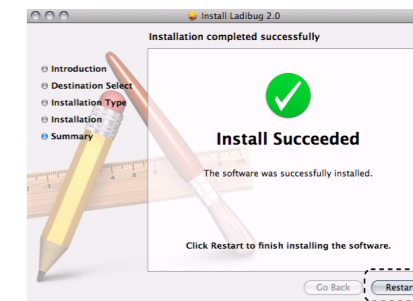 Install Ladibug 2.0
Installation completed successfully
Introduction
Destination Select
Installation Type
Installation
Summary
Install Succeeded
The software was successfully installed.
Click Restart to finish installing the software.
Go Back
Restar